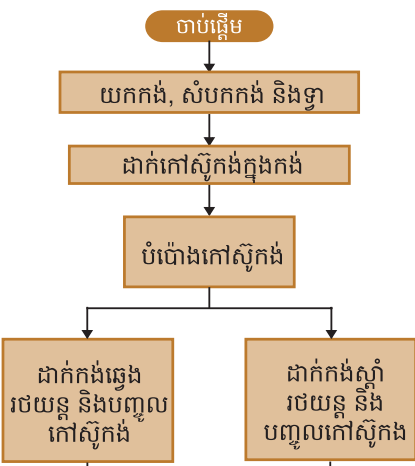 ចាប់ផ្ដើម
យកកង់, សំបកកង់ និងទ្វា
ដាក់កៅស៊ូកង់ក្នុងកង់
បំប៉ោងកៅស៊ូកង់
ដាក់កង់ឆ្វេង
រថយន្ត និងបញ្ចូល
កៅស៊ូកង់
ដាក់កង់ស្ដាំ
រថយន្ត និង
បញ្ចូលកៅស៊ូកង